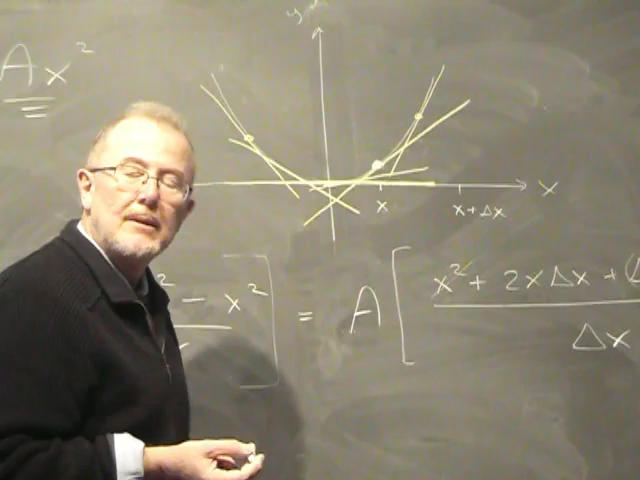 Ax²
x
x x+Δx
² - x² ] = A [ x² + 2xΔx + (
Δx